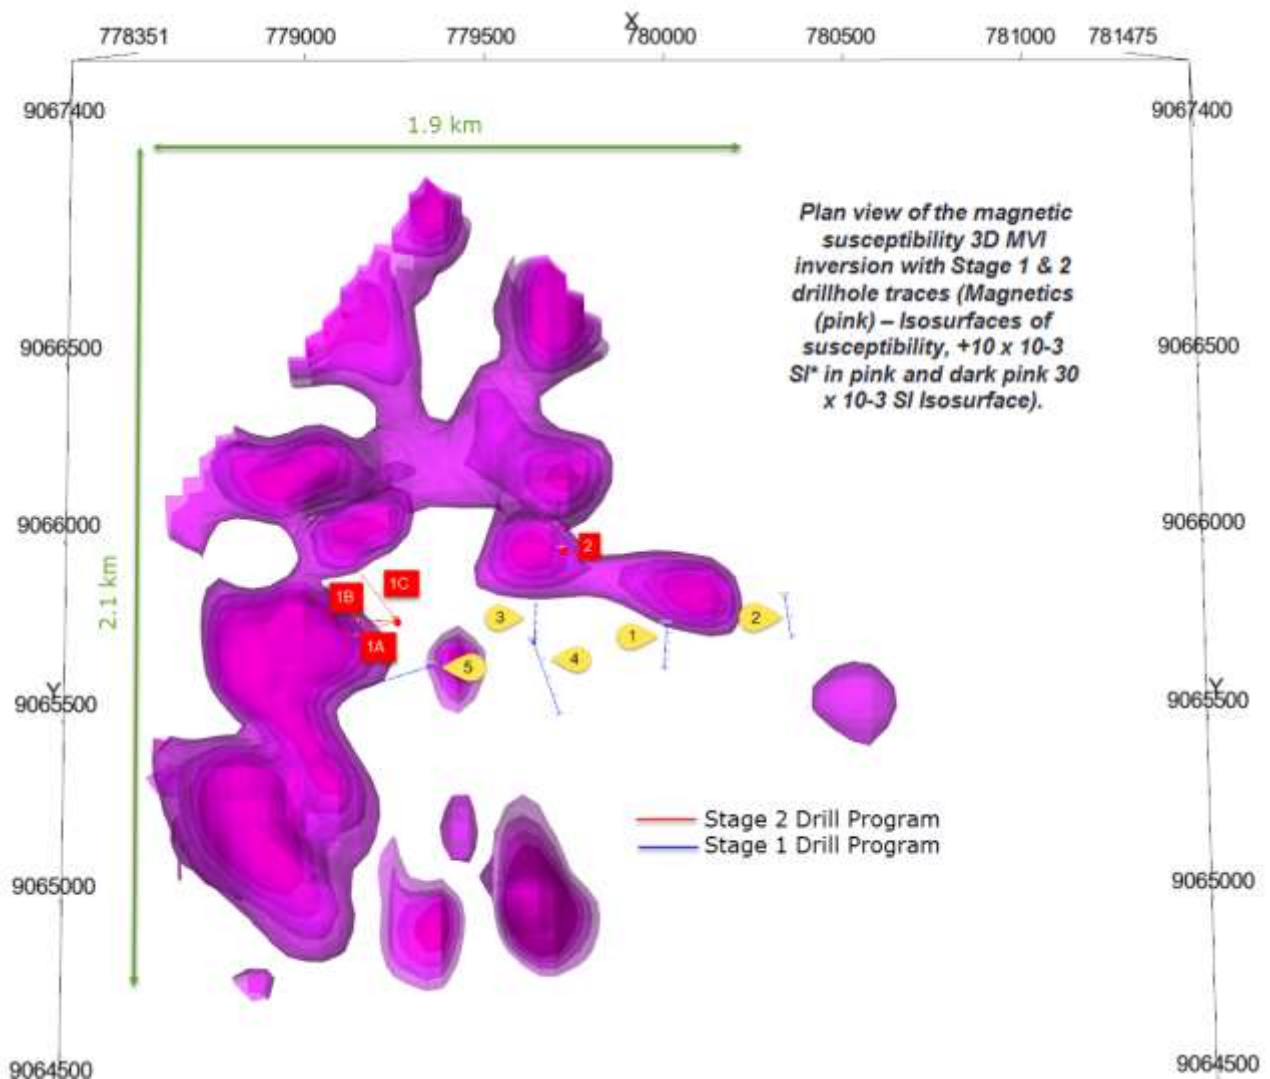 X
778351 779000 779500 780000 780500 781000 781475
9067400 9067400
1.9 km
Plan view of the magnetic
susceptibility 3D MVI
inversion with Stage 1 & 2
drillhole traces (Magnetics
(pink) – Isosurfaces of
susceptibility, +10 x 10-3
SI* in pink and dark pink 30
x 10-3 SI Isosurface).
9066500 9066500
9066000 9066000
2
2.1 km
1C
1B
3
2
1
1A
4
5
Y Y
9065500 9065500
Stage 2 Drill Program
Stage 1 Drill Program
9065000 9065000
9064500 9064500